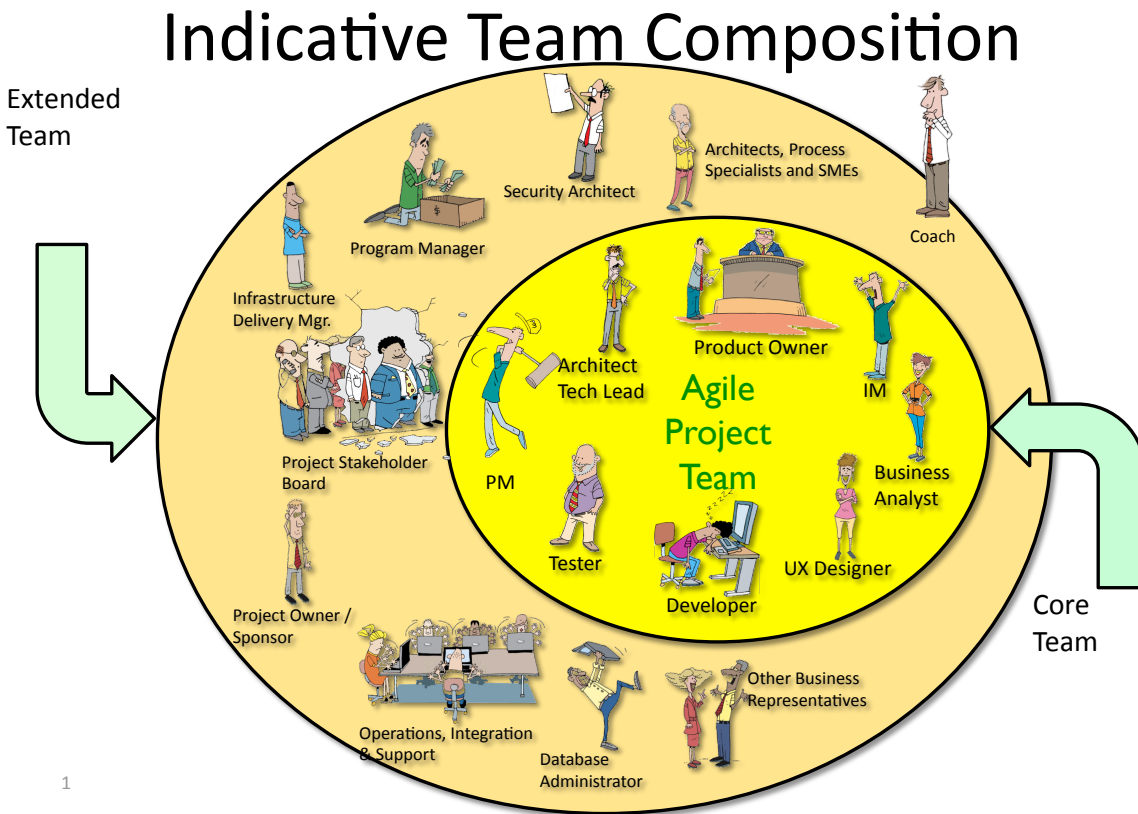 Indicative Team Composition
Extended
Team
Security Architect
Architects, Process
Specialists and SMEs
Coach
Program Manager
Infrastructure
Delivery Mgr.
$
Product Owner
Architect
Tech Lead
IM
Agile
Project
Team
Project Stakeholder
Board
PM
Business
Analyst
Tester
zzzzzz
UX Designer
Developer
Project Owner /
Sponsor
Core
Team
Other Business
Representatives
Operations, Integration
& Support
Database
Administrator
1